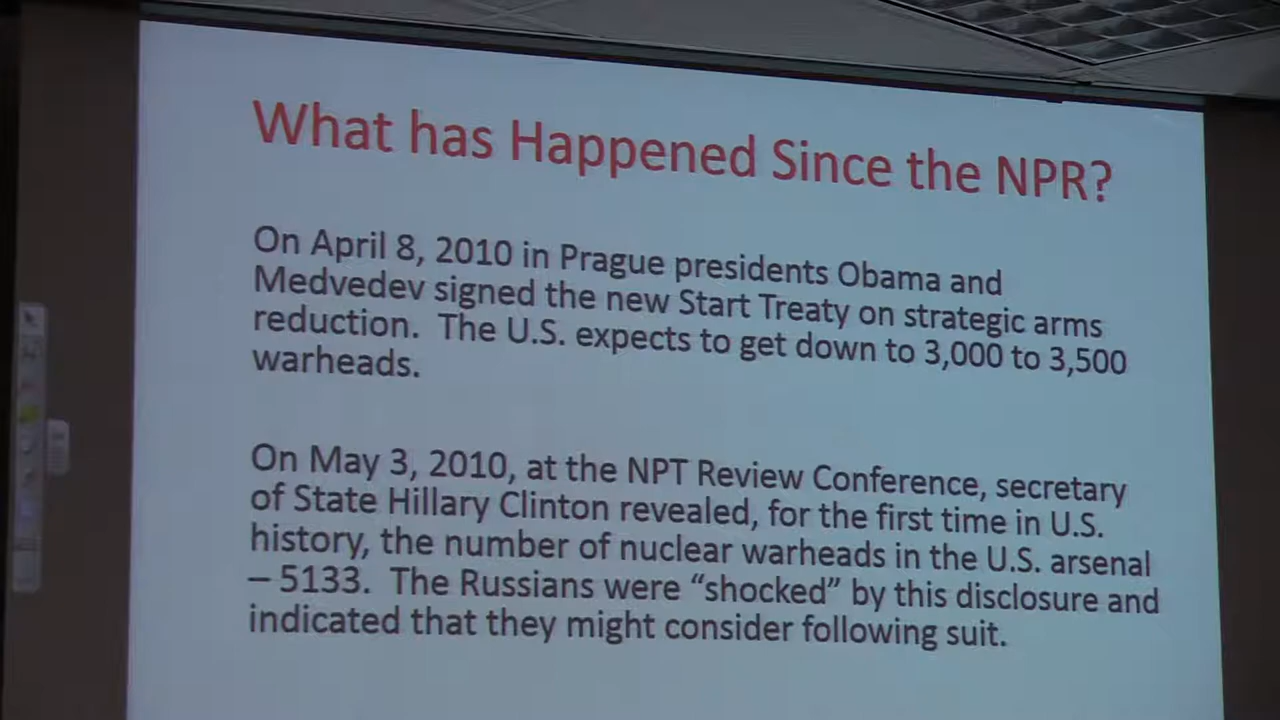 What has Happened Since the NPR?
On April 8, 2010 in Prague presidents Obama and
Medvedev signed the new Start Treaty on strategic arms
reduction. The U.S. expects to get down to 3,000 to 3,500
warheads.
On May 3, 2010, at the NPT Review Conference, secretary
of State Hillary Clinton revealed, for the first time in U.S.
history, the number of nuclear warheads in the U.S. arsenal
– 5133. The Russians were “shocked” by this disclosure and
indicated that they might consider following suit.